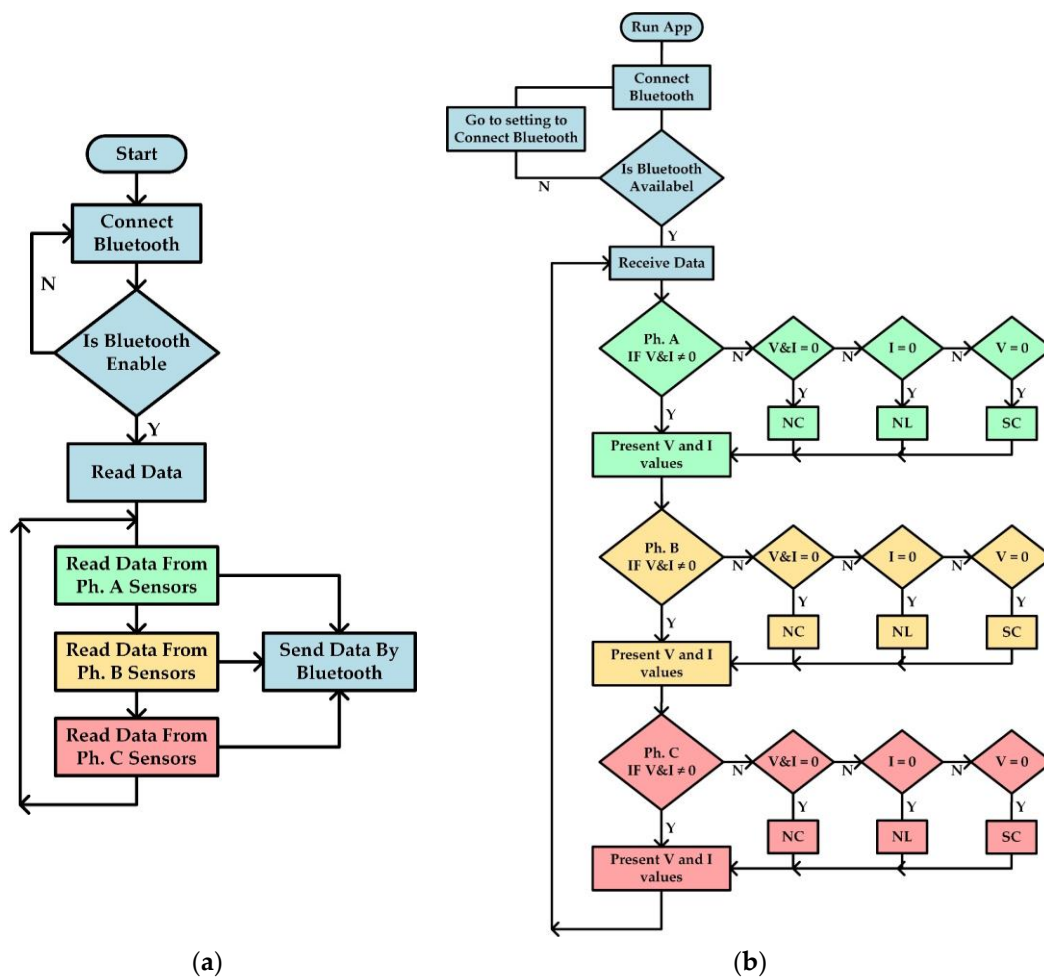 Start
Connect
Bluetooth
N
Is Bluetooth
Enable
Y
Read Data
Read Data From
Ph. A Sensors
Read Data From
Ph. B Sensors
Send Data By
Bluetooth
Read Data From
Ph. C Sensors
(a)
Run App
Connect
Bluetooth
Go to setting to
Connect Bluetooth
Is Bluetooth
Availabel
N
Y
Receive Data
Ph. A
IF V&I ≠ 0
N
V&I = 0
N
I = 0
N
V = 0
Y
Y
Y
Y
NC
NL
SC
Present V and I
values
Ph. B
IF V&I ≠ 0
N
V&I = 0
N
I = 0
N
V = 0
Y
Y
Y
Y
NC
NL
SC
Present V and I
values
Ph. C
IF V&I ≠ 0
N
V&I = 0
N
I = 0
N
V = 0
Y
Y
Y
Y
NC
NL
SC
Present V and I
values
(b)